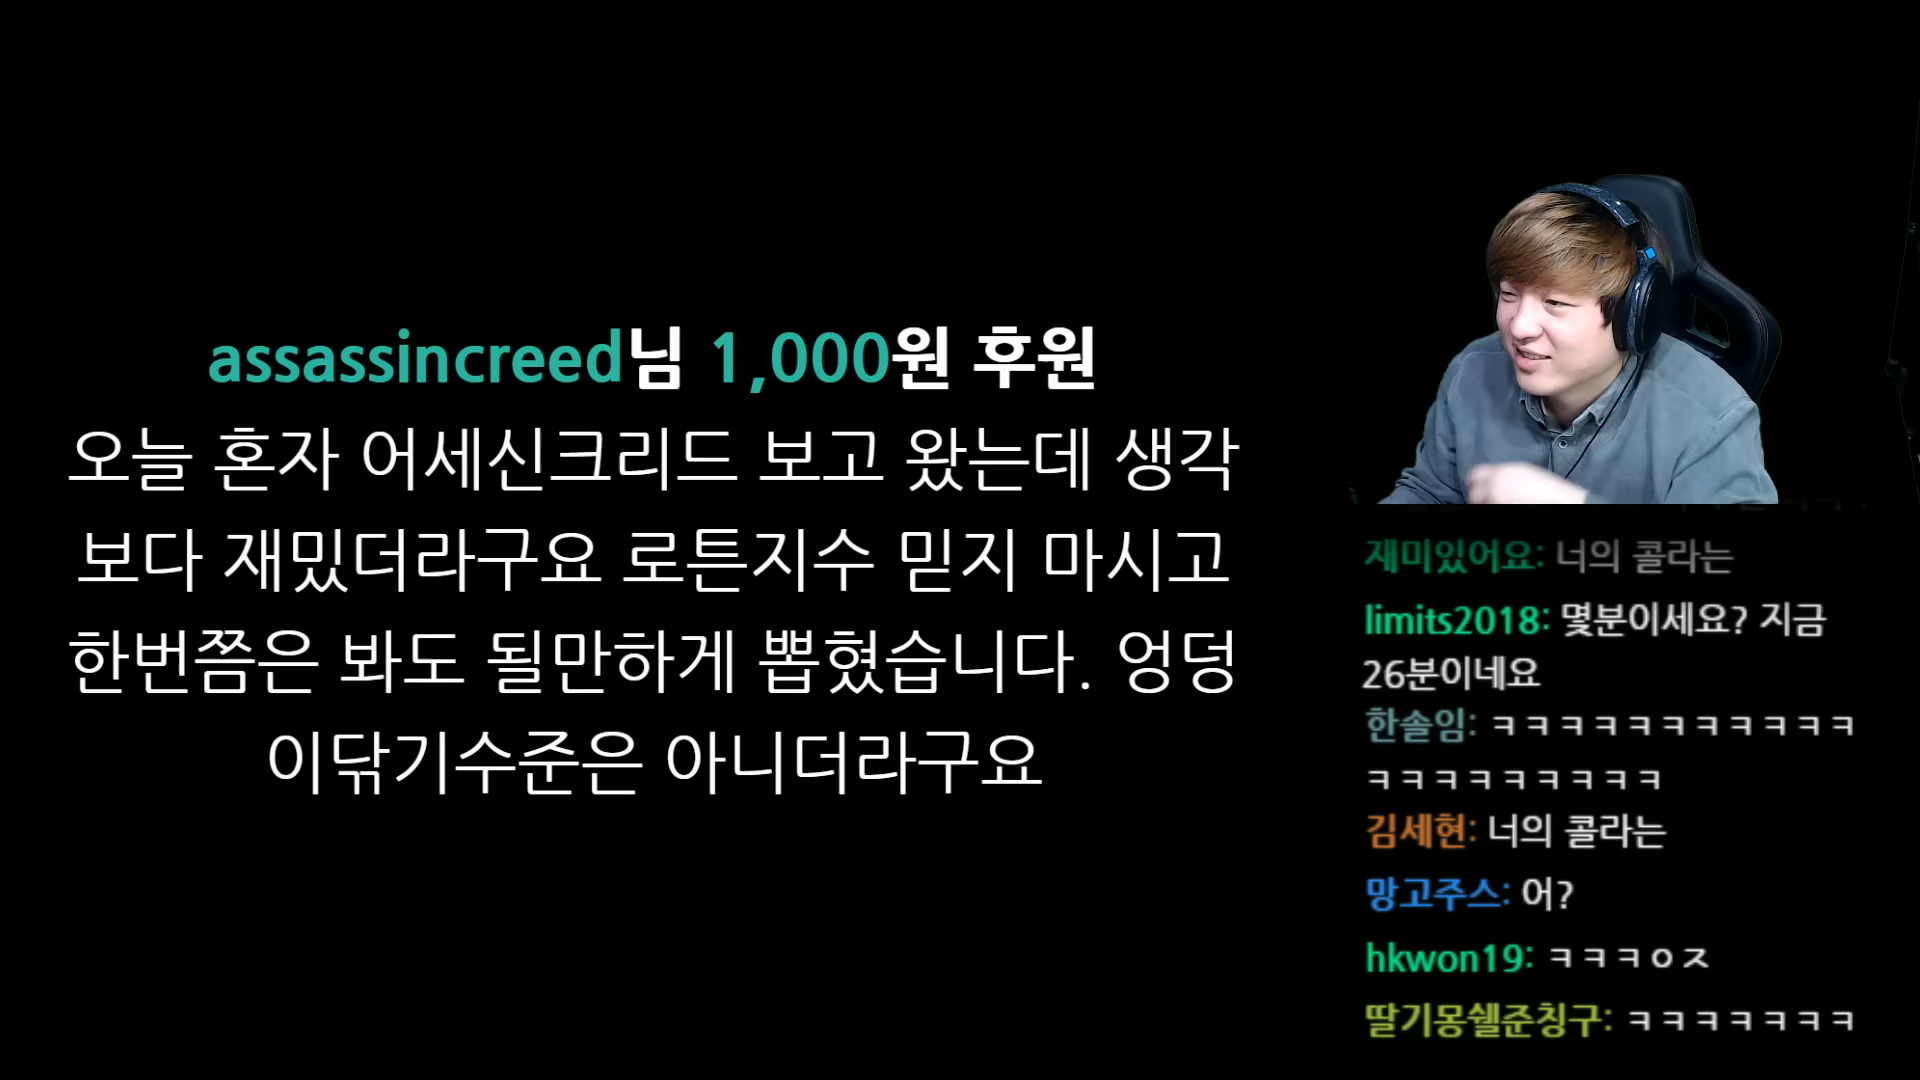 assassincreed님 1,000원 후원
오늘 혼자 어세신크리드 보고 왔는데 생각
보다 재밌더라구요 로튼지수 믿지 마시고
한번쯤은 봐도 될만하게 뽑혔습니다. 엉덩
이닦기수준은 아니더라구요
재미있어요: 너의 콜라는
limits2018: 몇분이세요? 지금
26분이네요
한솔임: ㅋㅋㅋㅋㅋㅋㅋㅋㅋㅋㅋ
ㅋㅋㅋㅋㅋㅋㅋㅋㅋ
김세현: 너의 콜라는
망고주스: 어?
hkwon19: ㅋㅋㅋㅇㅈ
딸기몽쉘준칭구: ㅋㅋㅋㅋㅋㅋㅋ